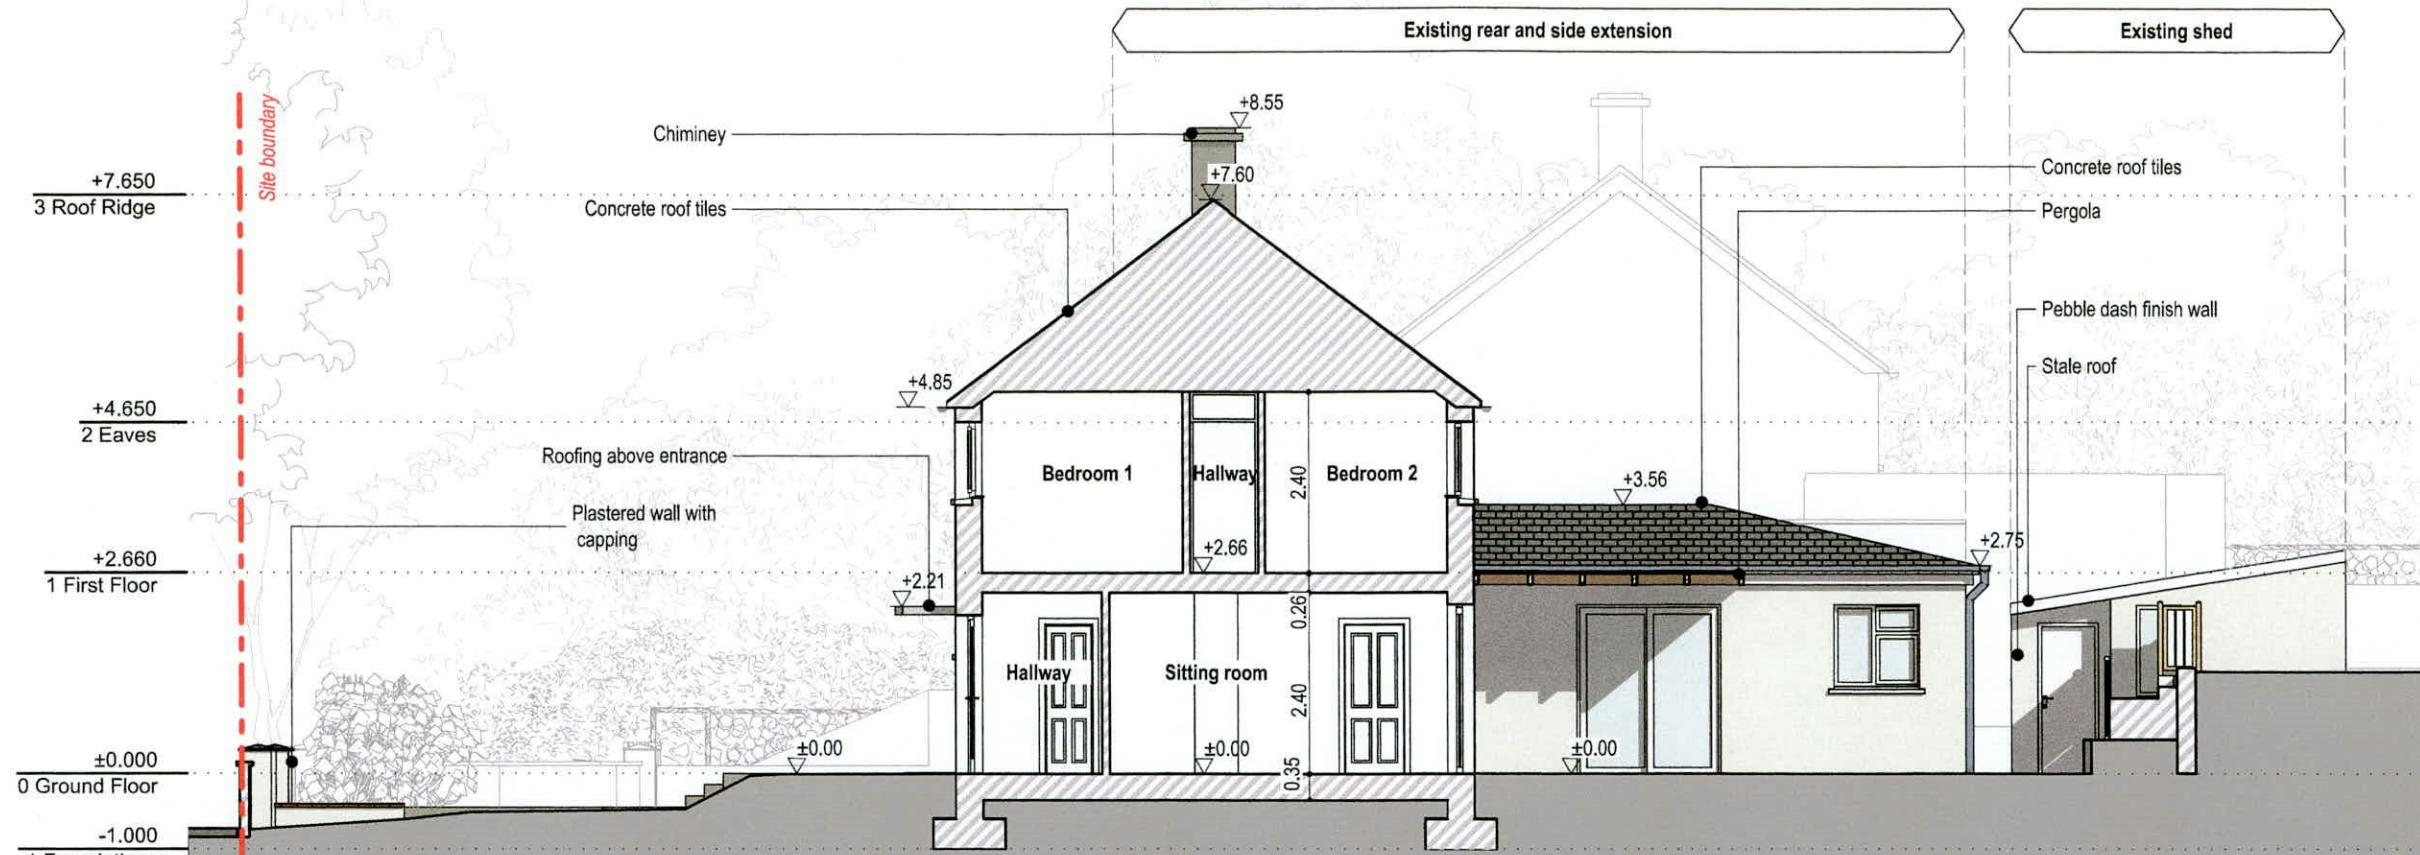 Existing rear and side extension
Existing shed
Site boundary
+8.55
Chiminey
+7.60
Concrete roof tiles
+7.650
3 Roof Ridge
Concrete roof tiles
Pergola
Pebble dash finish wall
Stale roof
+4.85
+4.650
2 Eaves
Roofing above entrance
Bedroom 1
Hallway
2.40
Bedroom 2
+3.56
Plastered wall with
capping
+2.66
+2.75
+2.660
1 First Floor
+2.21
0.26
Hallway
Sitting room
2.40
±0.00
±0.00
±0.00
±0.000
0 Ground Floor
0.35
-1.000